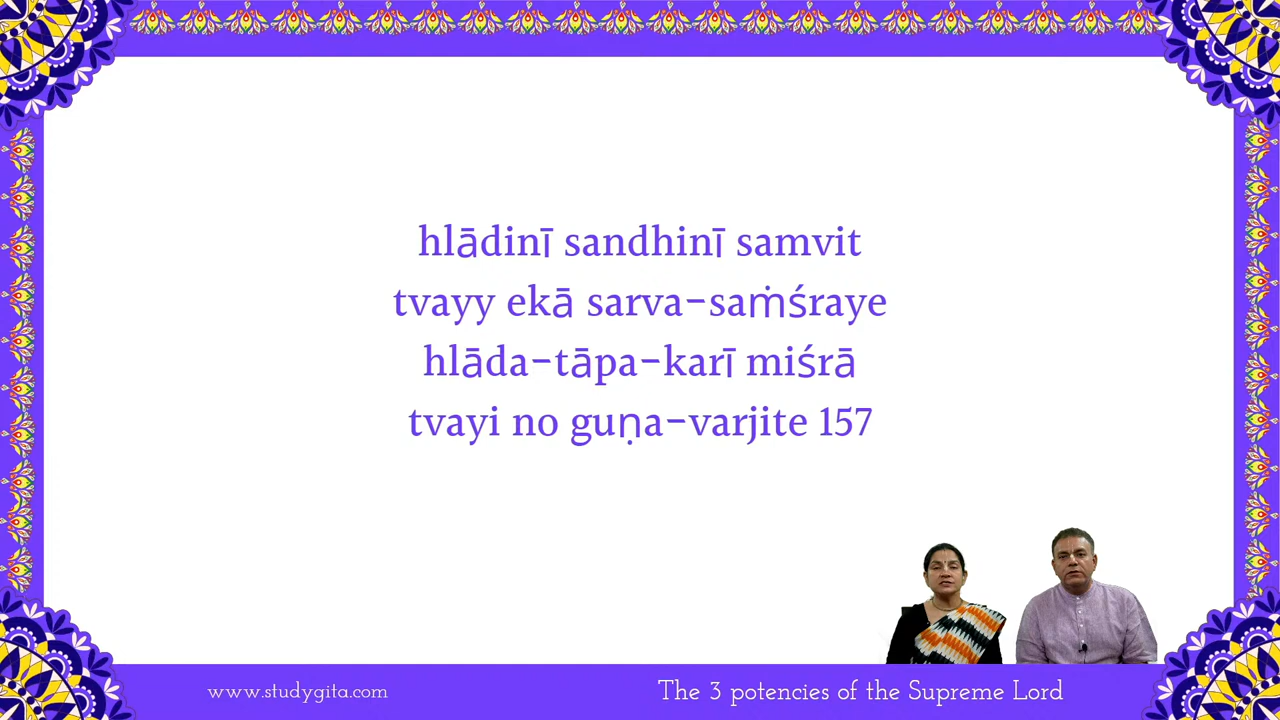 hlādinī sandhinī samvit
tvayy ekā sarva-saṁśraye
hlāda-tāpa-karī miśrā
tvayi no guṇa-varjite 157
www.studygita.com
The 3 potencies of the Supreme Lord